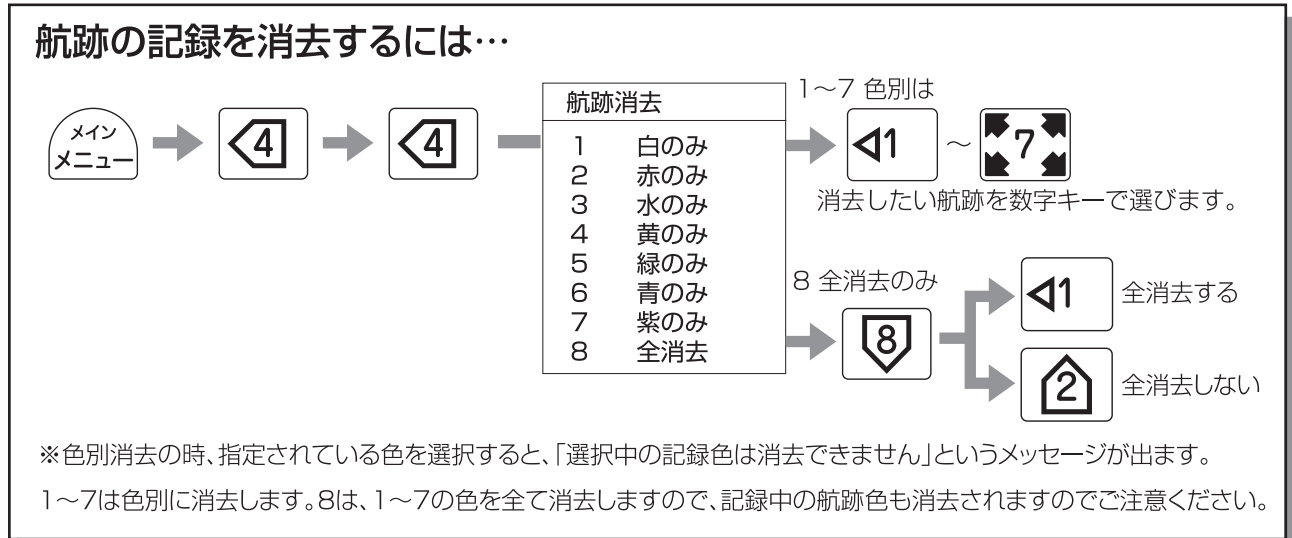 航跡の記録を消去するには…
メイン
メニュー
4
4
航跡消去
1 白のみ
2 赤のみ
3 水のみ
4 黄のみ
5 緑のみ
6 青のみ
7 紫のみ
8 全消去
1〜7 色別は
1 〜 7
消去したい航跡を数字キーで選びます。
8 全消去のみ
8
1 全消去する
2 全消去しない
※色別消去の時、指定されている色を選択すると、「選択中の記録色は消去できません」というメッセージが出ます。
1〜7は色別に消去します。8は、1〜7の色を全て消去しますので、記録中の航跡色も消去されますのでご注意ください。